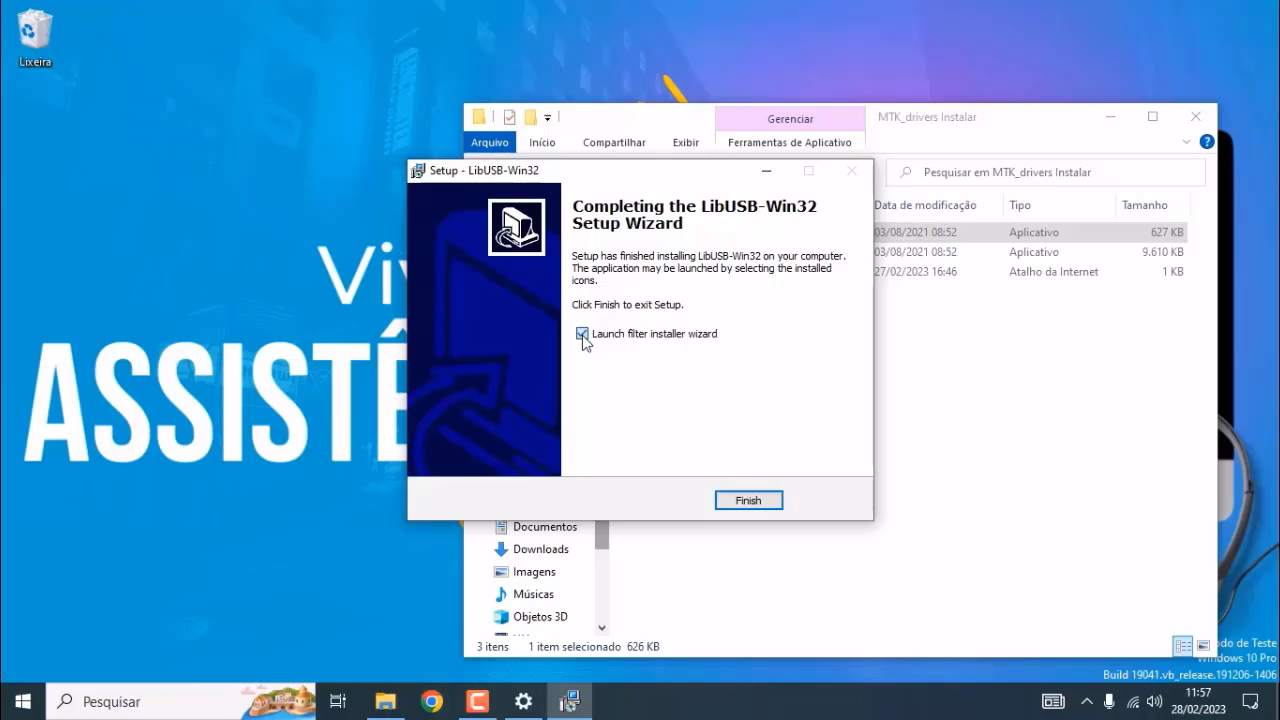 Lixeira
Vi
ASSISTÊ
Gerenciar
MTK_drivers Instalar
Arquivo
Início
Compartilhar
Exibir
Ferramentas de Aplicativo
?
Pesquisar em MTK_drivers Instalar
Data de modificação
Tipo
Tamanho
03/08/2021 08:52
Aplicativo
627 KB
03/08/2021 08:52
Aplicativo
9.610 KB
27/02/2023 16:46
Atalho da Internet
1 KB
Setup - LibUSB-Win32
Completing the LibUSB-Win32
Setup Wizard
Setup has finished installing LibUSB-Win32 on your computer.
The application may be launched by selecting the installed
icons.
Click Finish to exit Setup.
Launch filter installer wizard
Finish
Documentos
Downloads
Imagens
Músicas
Objetos 3D
3 itens
1 item selecionado 626 KB
do de Teste
Windows 10 Pro
Build 19041.vb_release.191206-1406
Pesquisar
11:57
28/02/2023